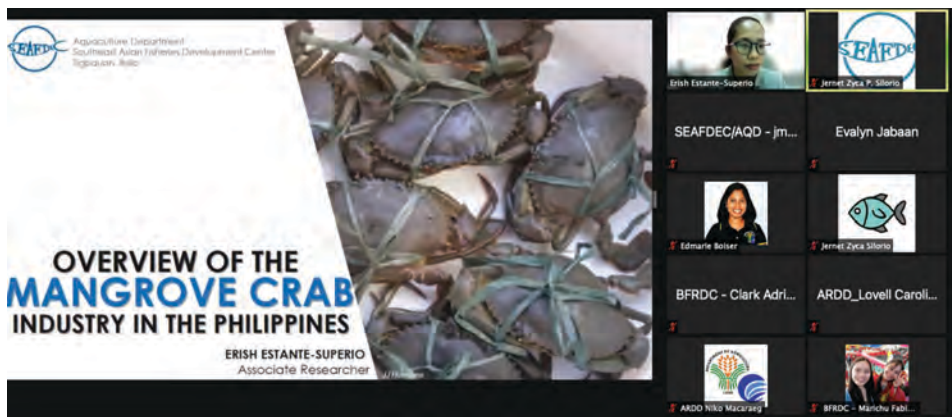 SEAFDEC
Aquaculture Department
Southeast Asian Fisheries Development Center
Tigbauan, Iloilo
OVERVIEW OF THE
MANGROVE CRAB
INDUSTRY IN THE PHILIPPINES
ERISH ESTANTE-SUPERIO
Associate Researcher
Erish Estante-Superio
SEAFDEC
Jernet Zyca P. Silorio
SEAFDEC/AQD - jm...
Evalyn Jabaan
Edmarie Boiser
Jernet Zyca Silorio
BFRDC - Clark Adri...
ARDD_Lovell Caroli...
ARDD Niko Macaraeg
BFRDC - Marichu Fabi...